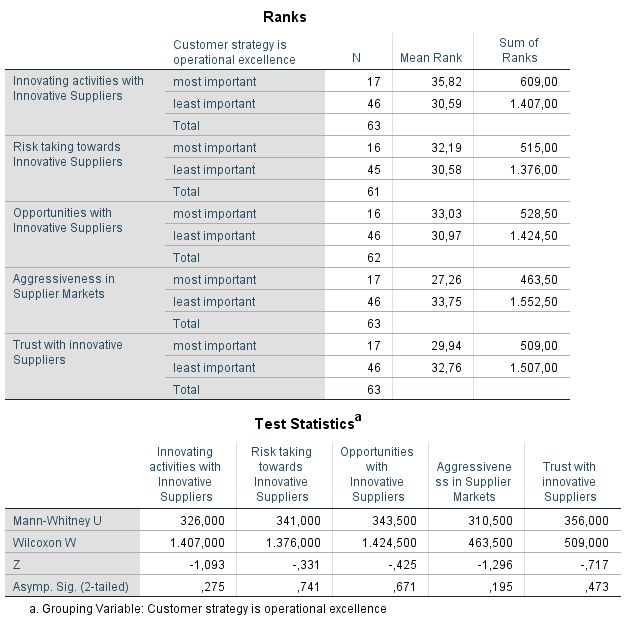 Ranks
Customer strategy is operational excellence N Mean Rank Sum of Ranks
Innovating activities with Innovative Suppliers most important 17 35,82 609,00
least important 46 30,59 1.407,00
Total 63
Risk taking towards Innovative Suppliers most important 16 32,19 515,00
least important 45 30,58 1.376,00
Total 61
Opportunities with Innovative Suppliers most important 16 33,03 528,50
least important 46 30,97 1.424,50
Total 62
Aggressiveness in Supplier Markets most important 17 27,26 463,50
least important 46 33,75 1.552,50
Total 63
Trust with innovative Suppliers most important 17 29,94 509,00
least important 46 32,76 1.507,00
Total 63
Test Statistics a
Innovating activities with Innovative Suppliers Risk taking towards Innovative Suppliers Opportunities with Innovative Suppliers Aggressivene ss in Supplier Markets Trust with innovative Suppliers
Mann-Whitney U 326,000 341,000 343,500 310,500 356,000
Wilcoxon W 1.407,000 1.376,000 1.424,500 463,500 509,000
Z -1,093 -,331 -,425 -1,296 -,717
Asymp. Sig. (2-tailed) ,275 ,741 ,671 ,195 ,473
a. Grouping Variable: Customer strategy is operational excellence